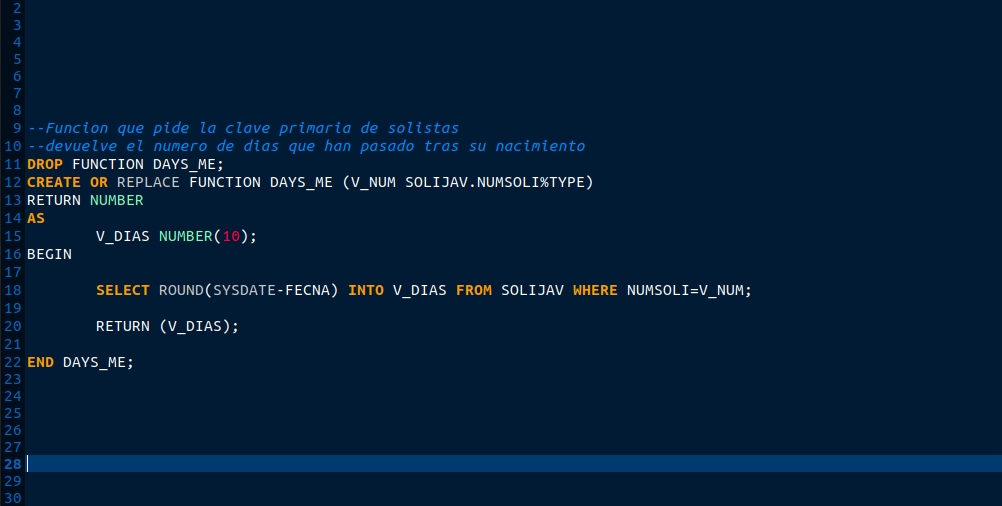 2
3
4
5
6
7
8
9 --Funcion que pide la clave primaria de solistas
10 --devuelve el numero de dias que han pasado tras su nacimiento
11 DROP FUNCTION DAYS_ME;
12 CREATE OR REPLACE FUNCTION DAYS_ME (V_NUM SOLIJAV.NUMSOLI%TYPE)
13 RETURN NUMBER
14 AS
15 V_DIAS NUMBER(10);
16 BEGIN
17
18 SELECT ROUND(SYSDATE-FECNA) INTO V_DIAS FROM SOLIJAV WHERE NUMSOLI=V_NUM;
19
20 RETURN (V_DIAS);
21
22 END DAYS_ME;
23
24
25
26
27
28
29
30